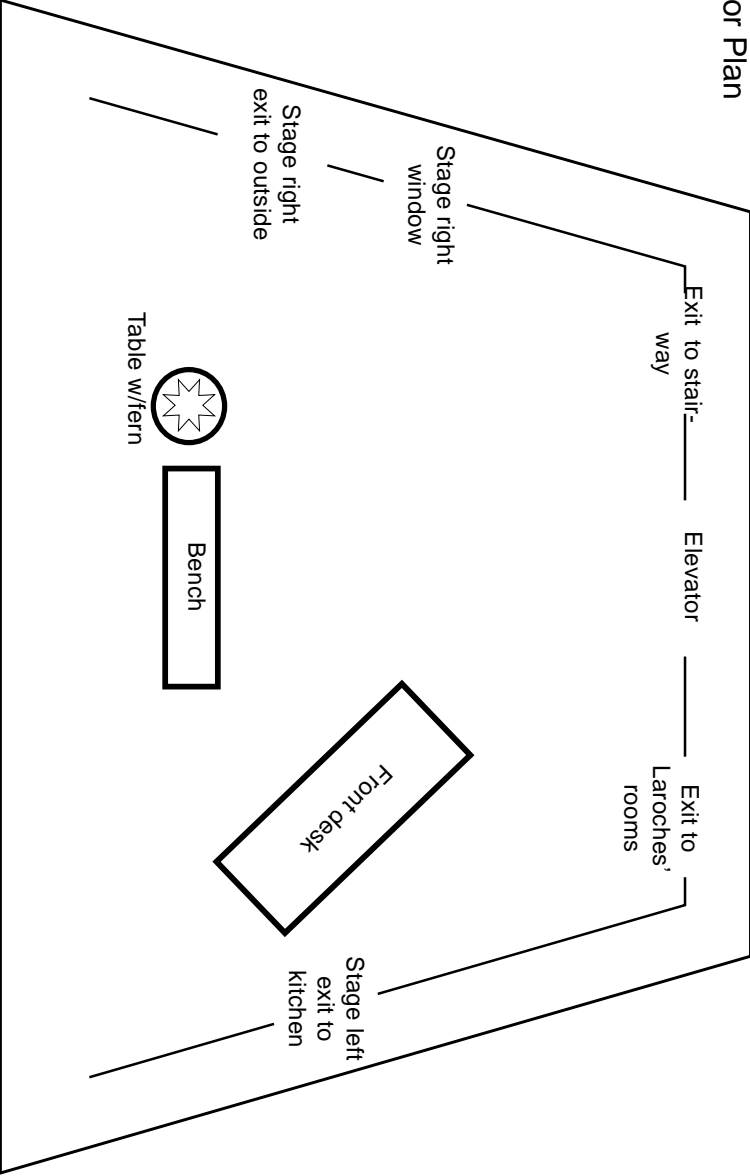 or Plan
Exit to stair-
way
Elevator
Exit to
Laroches’
rooms
Stage right
window
Stage right
exit to outside
Front desk
Stage left
exit to
kitchen
Bench
Table w/fern